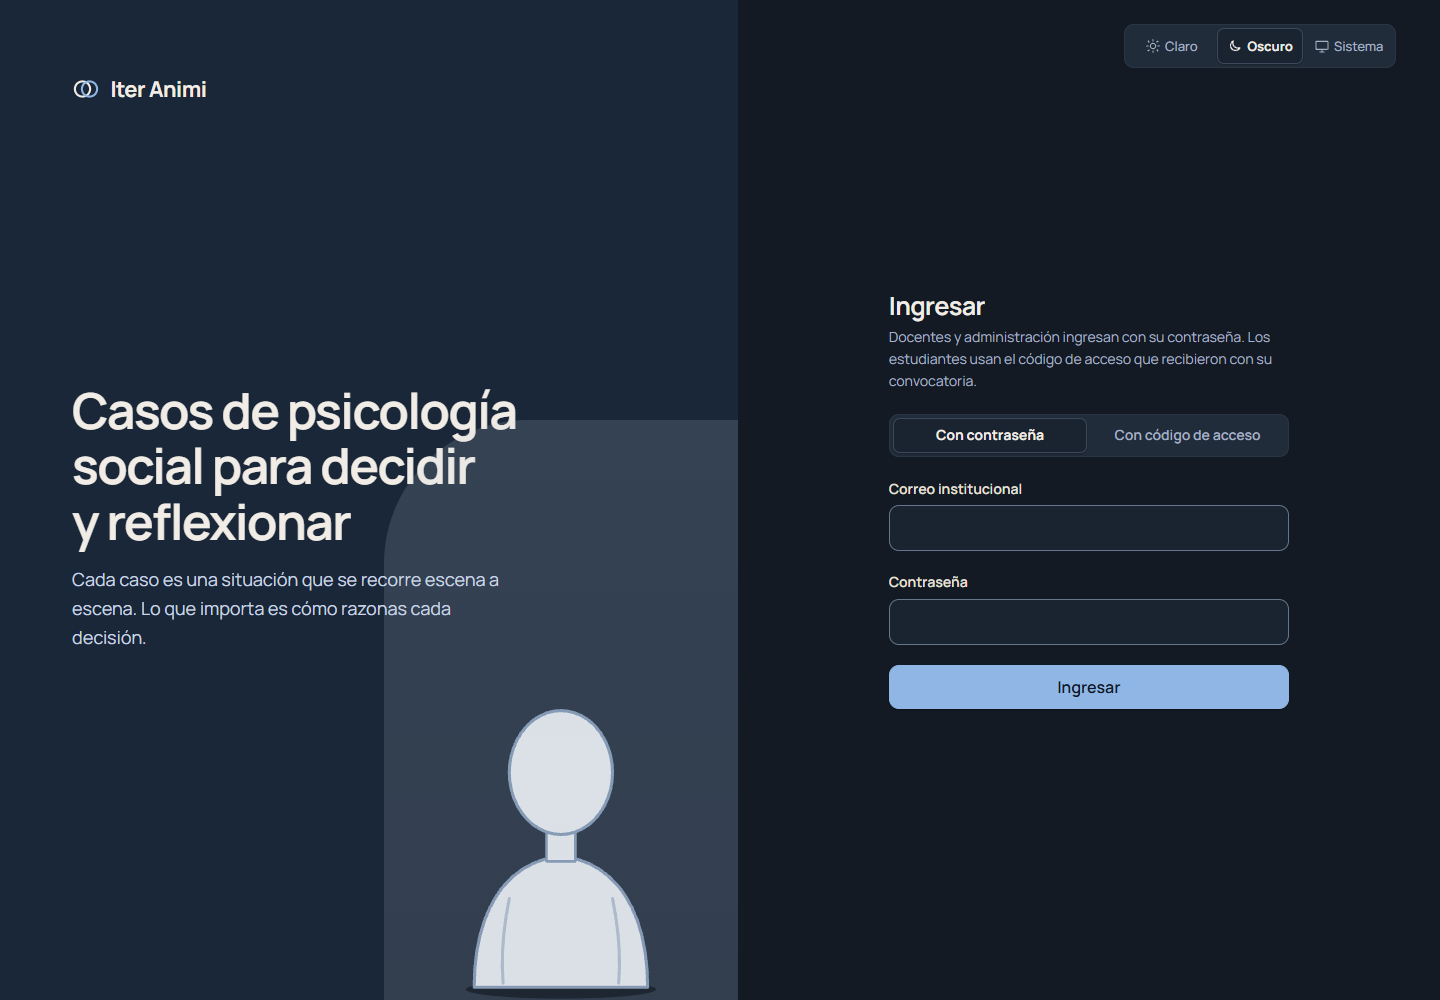 Iter Animi
Casos de psicología
social para decidir
y reflexionar
Cada caso es una situación que se recorre escena a
escena. Lo que importa es cómo razonas cada
decisión.
Claro
Oscuro
Sistema
Ingresar
Docentes y administración ingresan con su contraseña. Los
estudiantes usan el código de acceso que recibieron con su
convocatoria.
Con contraseña
Con código de acceso
Correo institucional
Contraseña
Ingresar